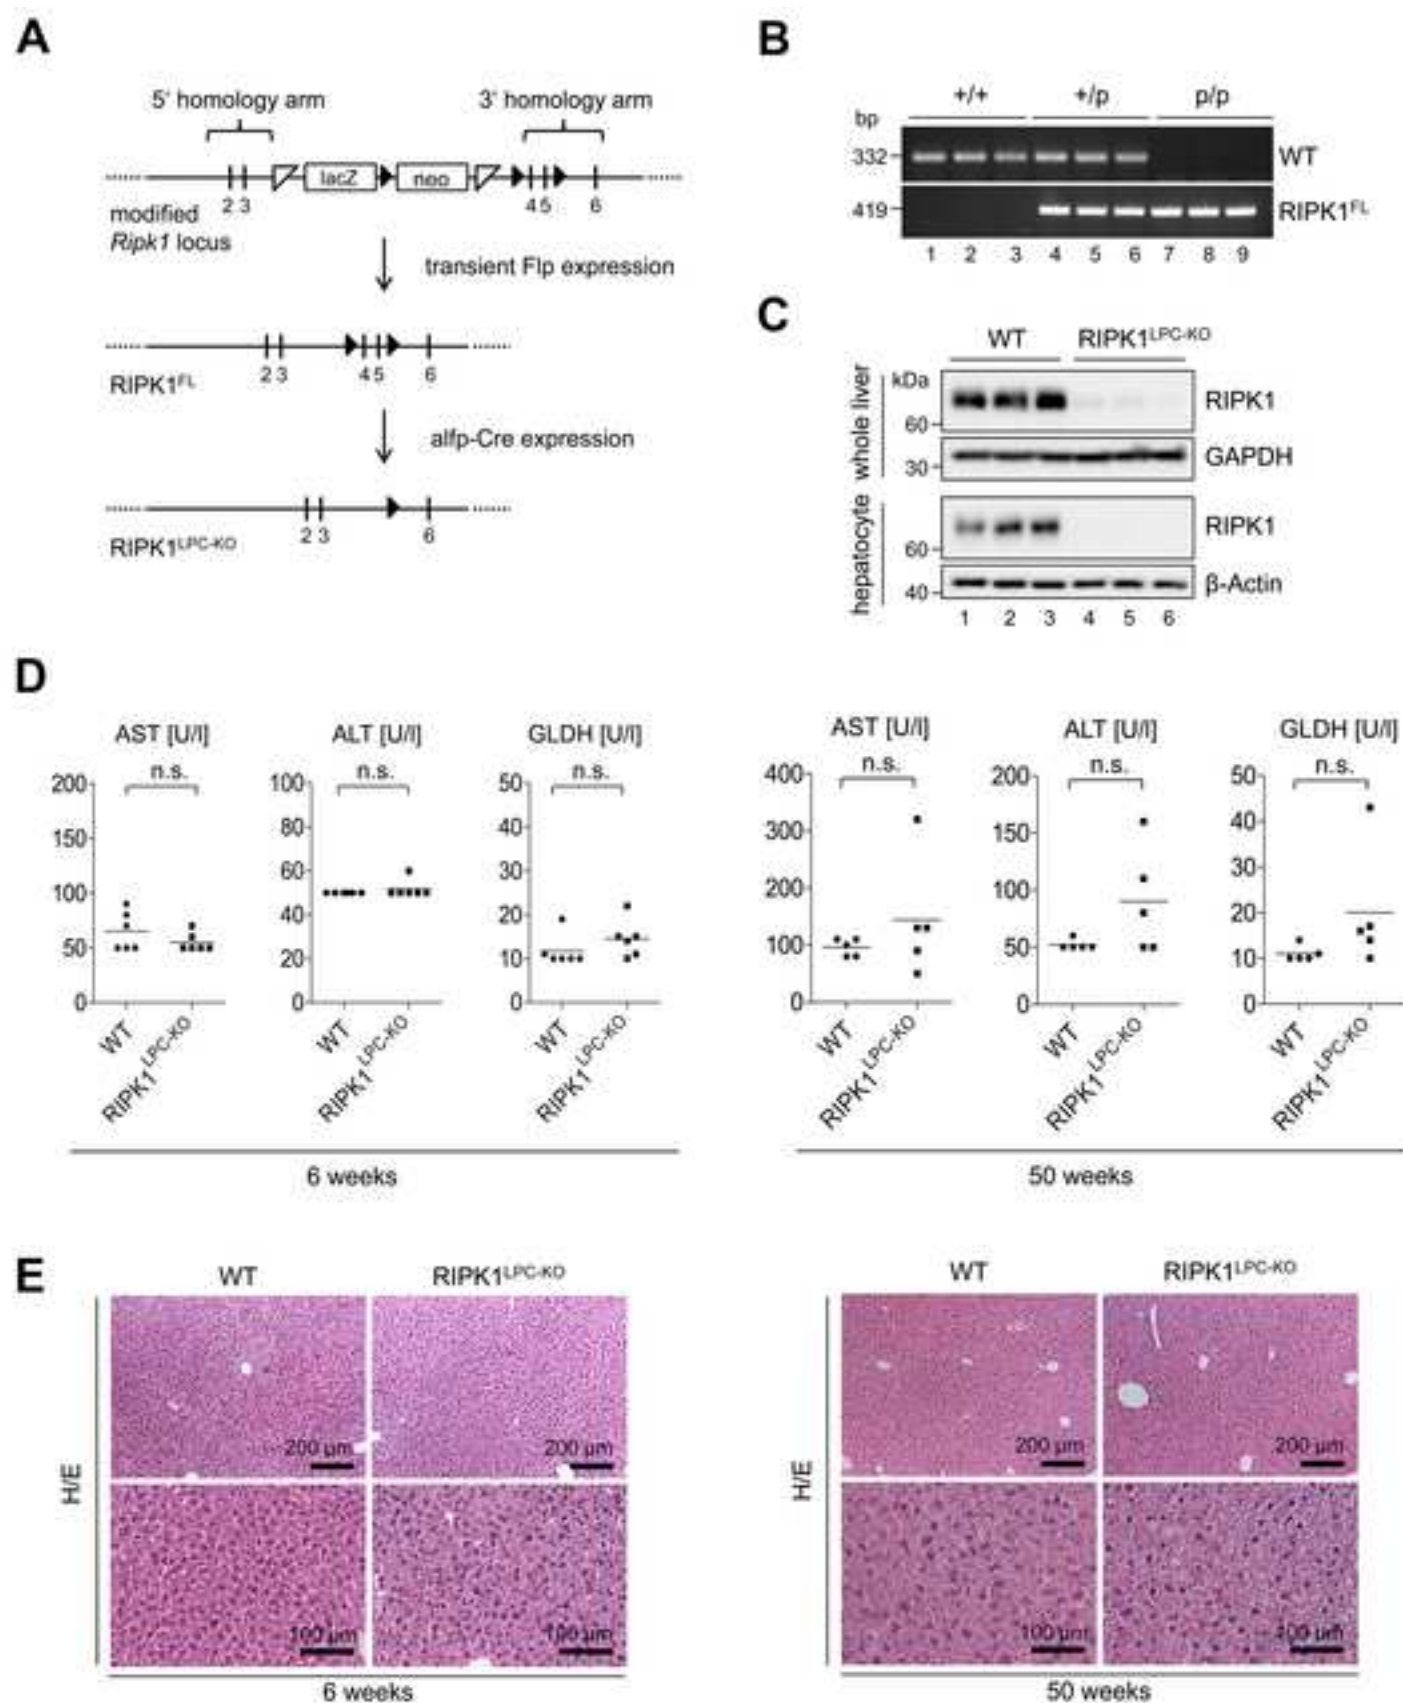 A
5' homology arm 3' homology arm
lacZ neo
2 3 4 5 6
modified
Ripk1 locus
transient Flp expression
2 3 4 5 6
RIPK1FL
alfp-Cre expression
2 3 6
RIPK1LPC-KO
B
+/+ +/p p/p
bp
332 WT
419 RIPK1FL
1 2 3 4 5 6 7 8 9
C
WT RIPK1LPC-KO
whole liver
kDa
RIPK1
60
GAPDH
30
hepatocyte
RIPK1
60
β-Actin
40
1 2 3 4 5 6
D
AST [U/l]
n.s.
200
150
100
50
0
WT
RIPK1LPC-KO
ALT [U/l]
n.s.
100
80
60
40
20
0
WT
RIPK1LPC-KO
GLDH [U/l]
n.s.
50
40
30
20
10
0
WT
RIPK1LPC-KO
6 weeks
AST [U/l]
n.s.
400
300
200
100
0
WT
RIPK1LPC-KO
ALT [U/l]
n.s.
200
150
100
50
0
WT
RIPK1LPC-KO
GLDH [U/l]
n.s.
50
40
30
20
10
0
WT
RIPK1LPC-KO
50 weeks
E
WT RIPK1LPC-KO
H/E
200 µm 200 µm
100 µm 100 µm
6 weeks
WT RIPK1LPC-KO
H/E
200 µm 200 µm
100 µm 100 µm
50 weeks